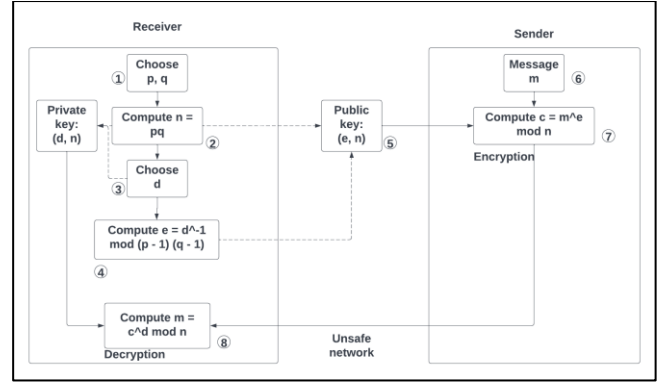 Receiver
Sender
Choose
p, q
①
Message
m
⑥
Private
key:
(d, n)
Compute n =
pq
②
Public
key:
(e, n)
⑤
Compute c = m^e
mod n
⑦
Encryption
Choose
d
③
Compute e = d^-1
mod (p - 1) (q - 1)
④
Compute m =
c^d mod n
⑧
Decryption
Unsafe
network